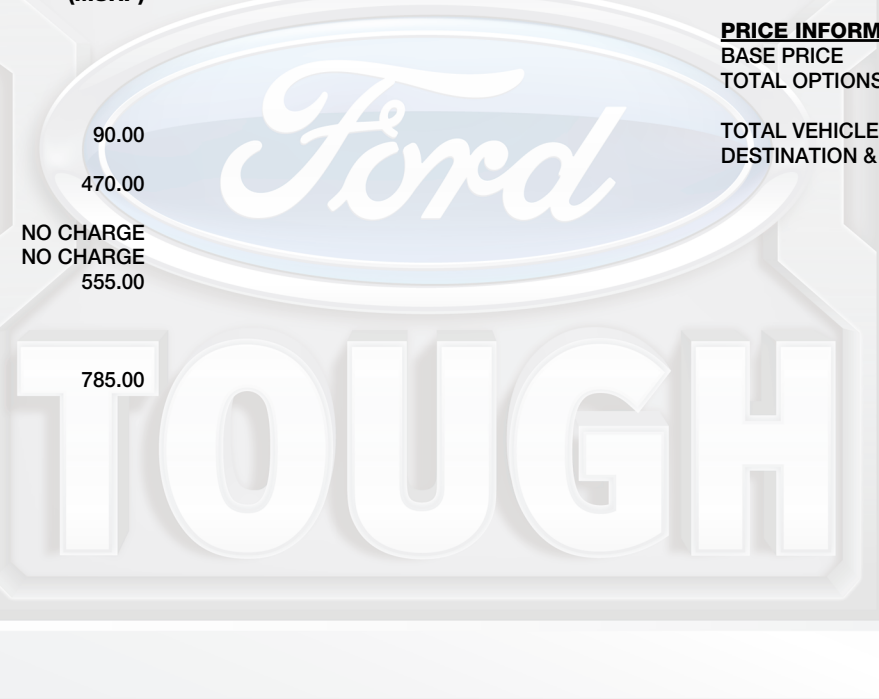 PRICE INFORM
BASE PRICE
TOTAL OPTIONS
TOTAL VEHICLE
DESTINATION &
90.00
470.00
NO CHARGE
NO CHARGE
555.00
785.00
Ford
TOUGH